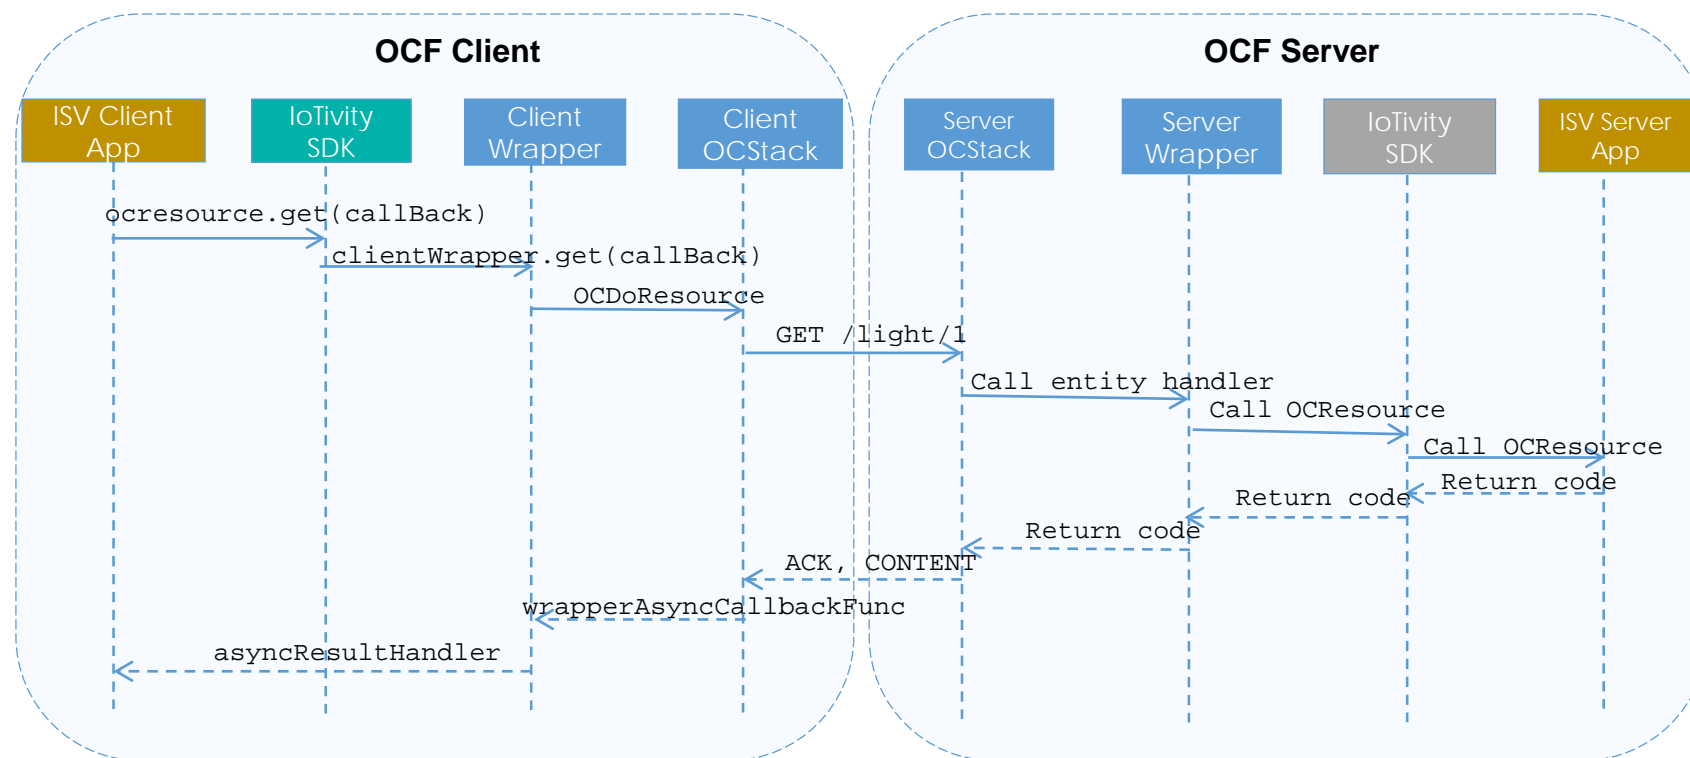 OCF Client
OCF Server
ISV Client
App
IoTivity
SDK
Client
Wrapper
Client
OCStack
Server
OCStack
Server
Wrapper
IoTivity
SDK
ISV Server
App
ocresource.get(callBack)
clientWrapper.get(callBack)
OCDoResource
GET /light/1
Call entity handler
Call OCResource
Call OCResource
Return code
Return code
Return code
ACK, CONTENT
wrapperAsyncCallbackFunc
asyncResultHandler